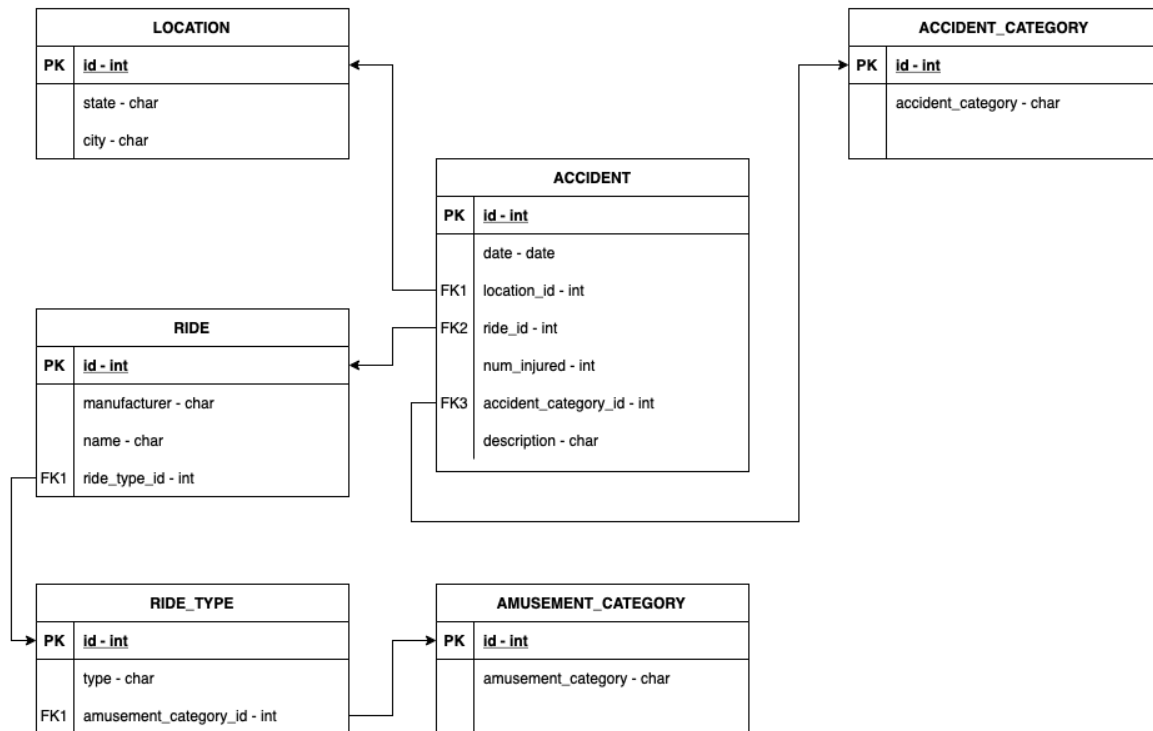 LOCATION
PK id - int
state - char
city - char
ACCIDENT_CATEGORY
PK id - int
accident_category - char
ACCIDENT
PK id - int
date - date
FK1 location_id - int
FK2 ride_id - int
num_injured - int
FK3 accident_category_id - int
description - char
RIDE
PK id - int
manufacturer - char
name - char
FK1 ride_type_id - int
RIDE_TYPE
PK id - int
type - char
FK1 amusement_category_id - int
AMUSEMENT_CATEGORY
PK id - int
amusement_category - char